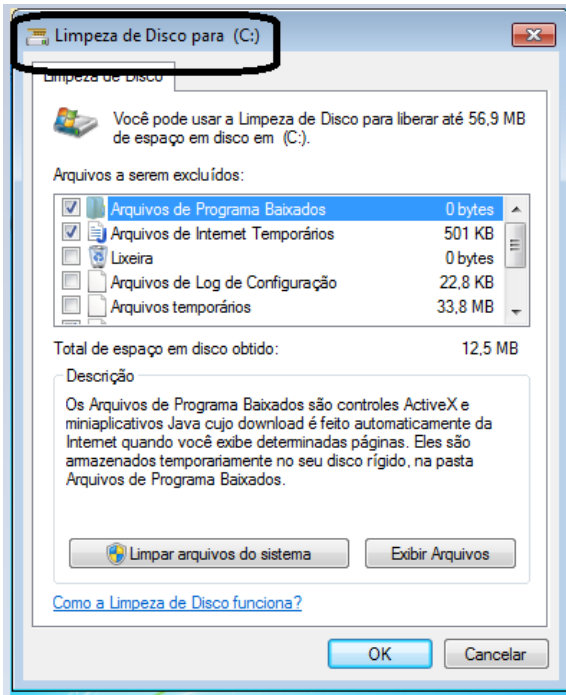 Limpeza de Disco para (C:)
Limpeza de Disco
Você pode usar a Limpeza de Disco para liberar até 56,9 MB
de espaço em disco em (C:).
Arquivos a serem excluídos:
Arquivos de Programa Baixados 0 bytes
Arquivos de Internet Temporários 501 KB
Lixeira 0 bytes
Arquivos de Log de Configuração 22,8 KB
Arquivos temporários 33,8 MB
Total de espaço em disco obtido: 12,5 MB
Descrição
Os Arquivos de Programa Baixados são controles ActiveX e
miniaplicativos Java cujo download é feito automaticamente da
Internet quando você exibe determinadas páginas. Eles são
armazenados temporariamente no seu disco rígido, na pasta
Arquivos de Programa Baixados.
Limpar arquivos do sistema Exibir Arquivos
Como a Limpeza de Disco funciona?
OK Cancelar